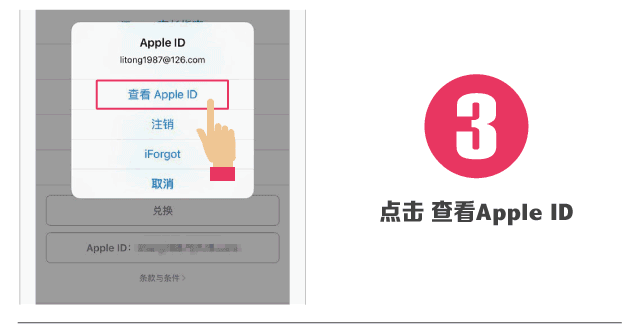 Apple ID
litong1987@126.com
查看 Apple ID
注销
iForgot
取消
兑换
Apple ID：
条款与条件 >
3
点击 查看Apple ID